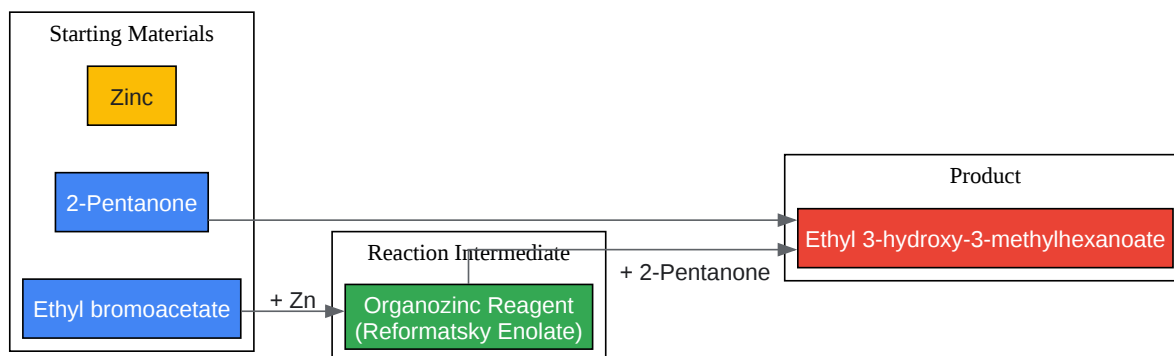 Starting Materials
Zinc
2-Pentanone
Ethyl bromoacetate
+ Zn
Reaction Intermediate
Organozinc Reagent
(Reformatsky Enolate)
+ 2-Pentanone
Product
Ethyl 3-hydroxy-3-methylhexanoate